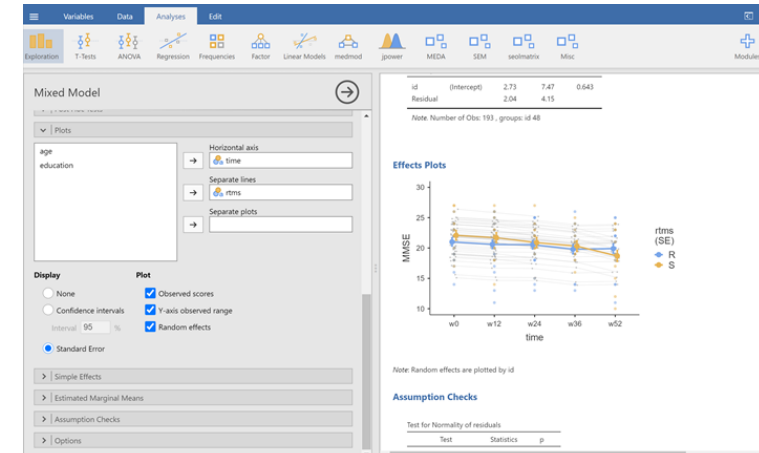 Variables Data Analyses Edit
Exploration T-Tests ANOVA Regression Frequencies Factor Linear Models medmod jpower MEDA SEM seolmatrix Misc Modules
Mixed Model
Plots
age
education
Horizontal axis
time
Separate lines
rtms
Separate plots
Display
None
Confidence intervals
Interval 95 %
Standard Error
Plot
Observed scores
Y-axis observed range
Random effects
Simple Effects
Estimated Marginal Means
Assumption Checks
Options
id (Intercept) 2.73 7.47 0.643
Residual 2.04 4.15
Note. Number of Obs: 193 , groups: id 48
Effects Plots
30
25
20
15
10
MMSE
w0 w12 w24 w36 w52
time
rtms
(SE)
R
S
Note: Random effects are plotted by id
Assumption Checks
Test for Normality of residuals
Test Statistics p